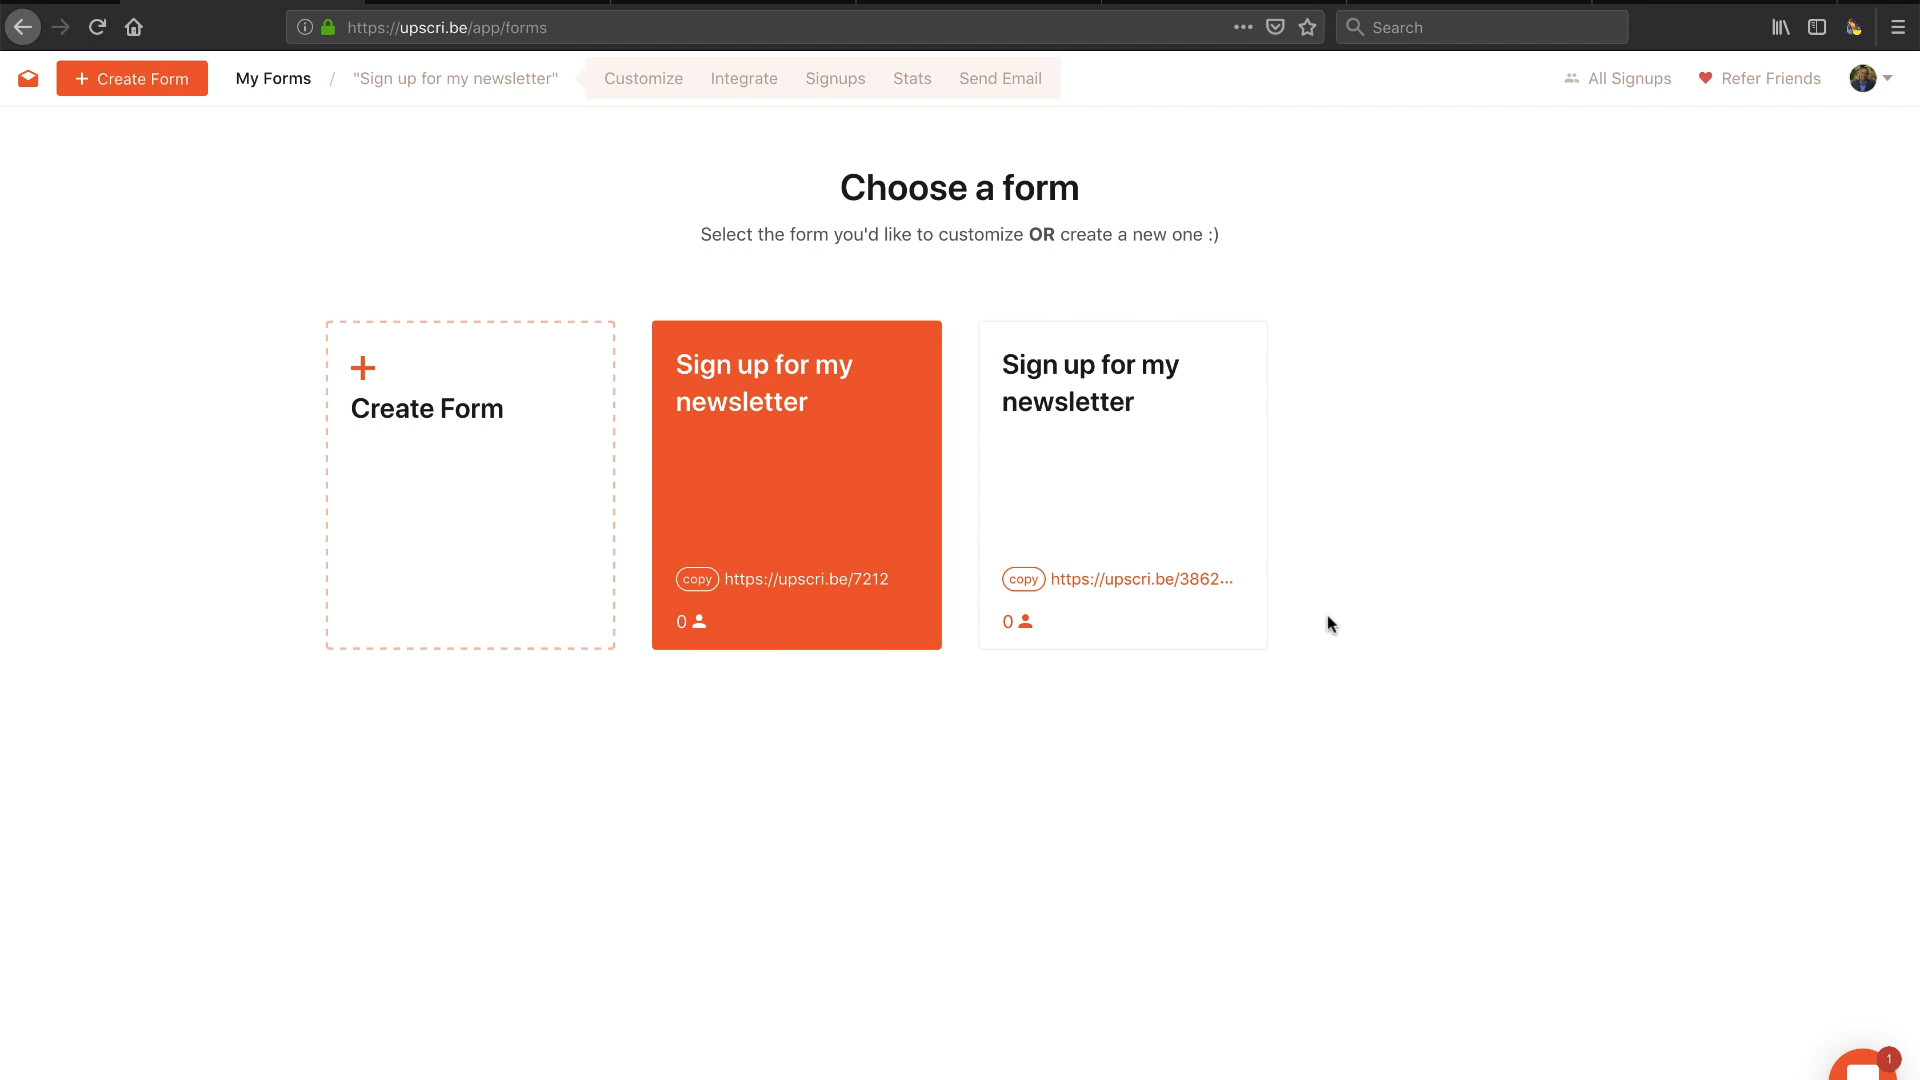 https://upscri.be/app/forms
Search
+ Create Form
My Forms / "Sign up for my newsletter"
Customize Integrate Signups Stats Send Email
All Signups
Refer Friends
Choose a form
Select the form you'd like to customize OR create a new one :)
+
Create Form
Sign up for my
newsletter
copy https://upscri.be/7212
0
Sign up for my
newsletter
copy https://upscri.be/3862...
0
1